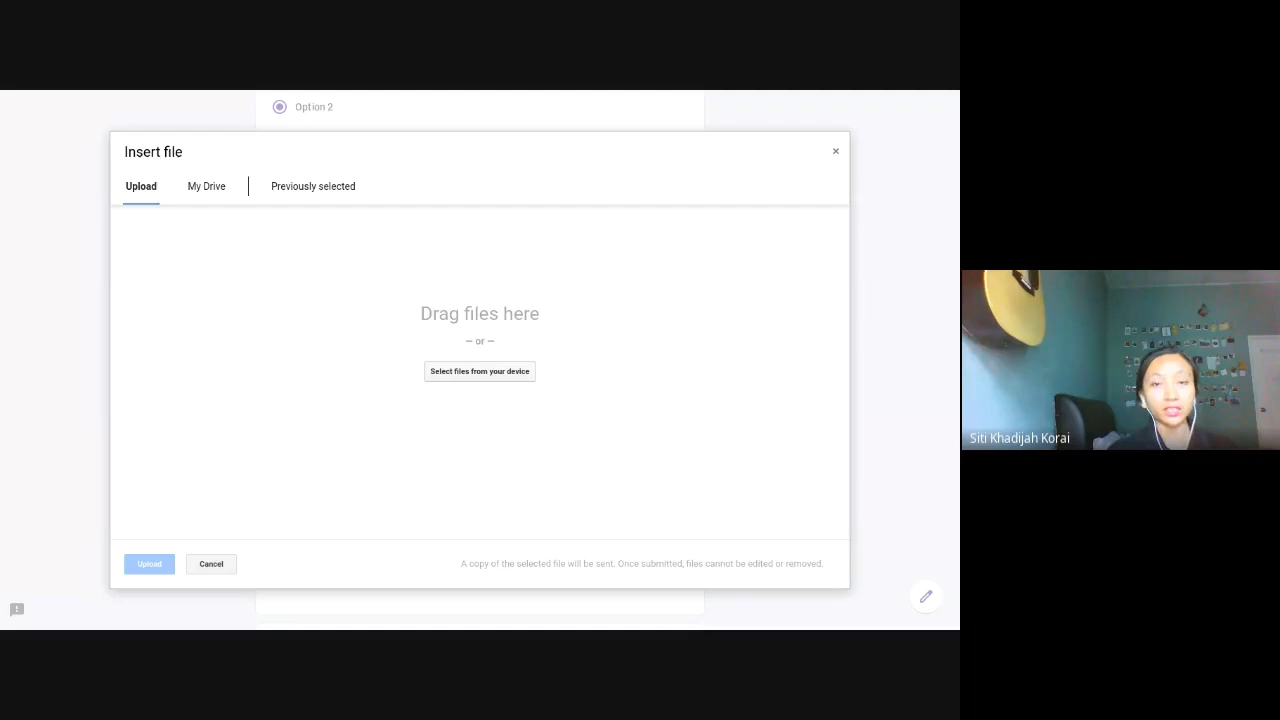 Option 2
Insert file
×
Upload
My Drive
Previously selected
Drag files here
— or —
Select files from your device
Upload
Cancel
A copy of the selected file will be sent. Once submitted, files cannot be edited or removed.
Siti Khadijah Korai